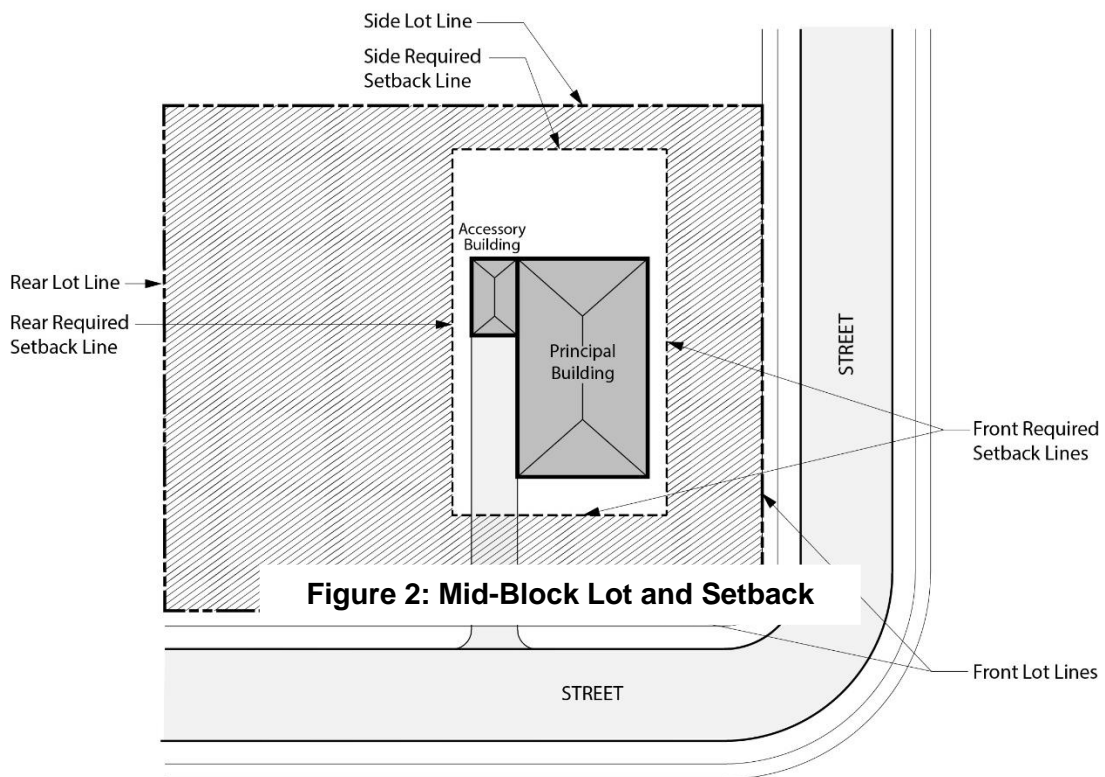 Side Lot Line
Side Required
Setback Line
Accessory
Building
Rear Lot Line
Rear Required
Setback Line
Principal
Building
STREET
Front Required
Setback Lines
Figure 2: Mid-Block Lot and Setback
Front Lot Lines
STREET